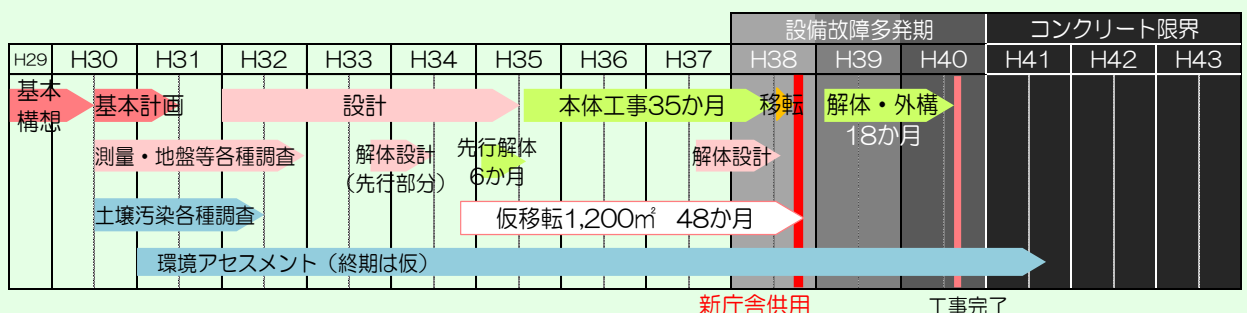 設備故障多発期 コンクリート限界
H29 H30 H31 H32 H33 H34 H35 H36 H37 H38 H39 H40 H41 H42 H43
基本
構想
基本計画 設計 本体工事35か月 移転 解体・外構
18か月
測量・地盤等各種調査 解体設計
(先行部分)
先行解体
6か月
解体設計
土壌汚染各種調査 仮移転1,200㎡ 48か月
環境アセスメント(終期は仮)
新庁舎供用 工事完了